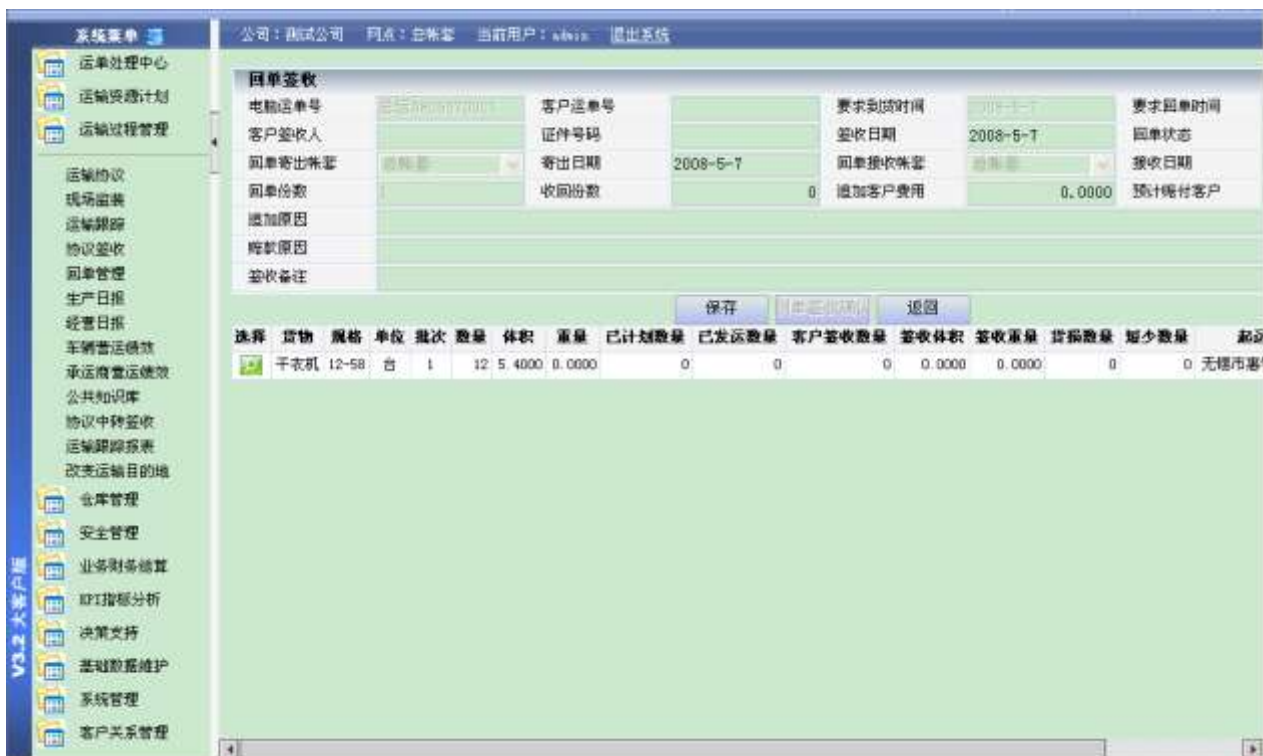 系统菜单
公司：测试公司 网点：总帐套 当前用户：admin 退出系统
运单处理中心
运输资源计划
运输过程管理
运输协议
现场监装
运输跟踪
协议签收
回单管理
生产日报
经营日报
车辆营运绩效
承运商营运绩效
公共知识库
协议中转签收
运输跟踪报表
改变运输目的地
仓库管理
安全管理
业务财务结算
KPI指标分析
决策支持
基础数据维护
系统管理
客户关系管理
V3.2 大客户版
回单签收
电脑运单号 客户运单号 要求到货时间 要求回单时间
客户签收人 证件号码 签收日期 2008-5-7 回单状态
回单寄出帐套 总帐套 寄出日期 2008-5-7 回单接收帐套 总帐套 接收日期
回单份数 1 收回份数 0 追加客户费用 0.0000 预计赔付客户
追加原因
赔款原因
签收备注
保存 回单签收确认 返回
选择 货物 规格 单位 批次 数量 体积 重量 已计划数量 已发运数量 客户签收数量 签收体积 签收重量 货损数量 短少数量 起运
干衣机 12-58 台 1 12 5.4000 0.0000 0 0 0 0.0000 0.0000 0 0 无锡市惠